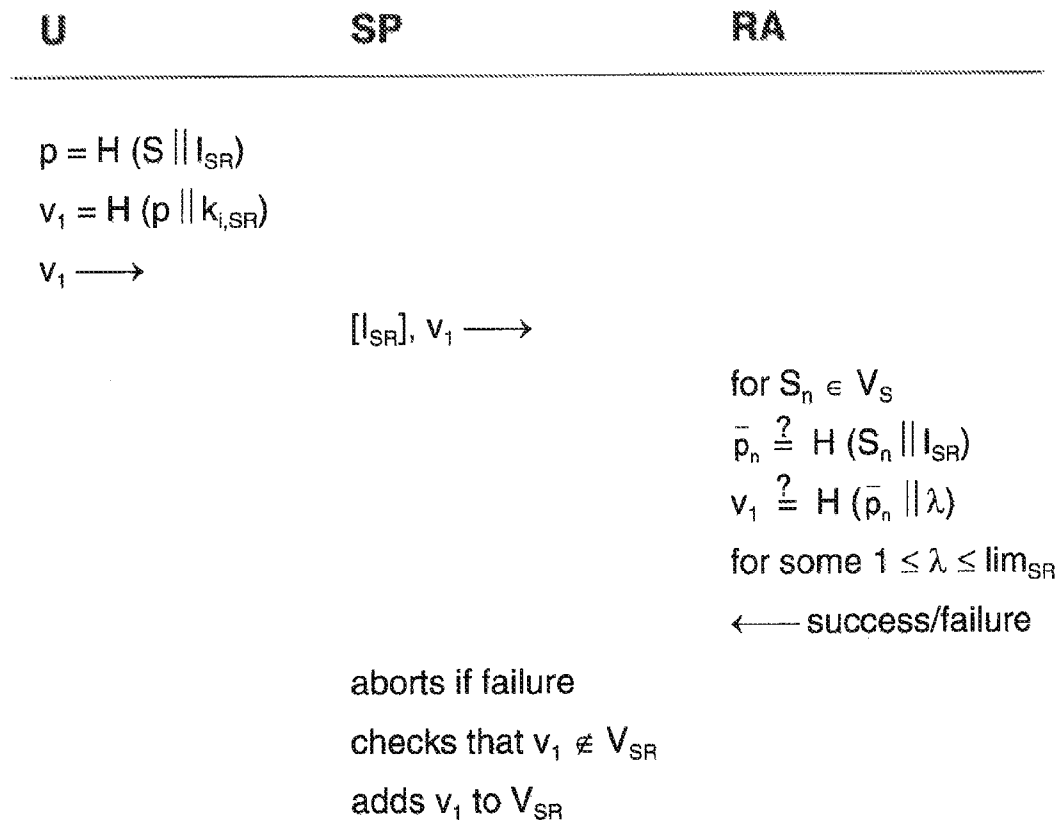 U SP RA
p = H (S || I_SR)
v_1 = H (p || k_i,SR)
v_1 ⟶
[I_SR], v_1 ⟶
for S_n ∈ V_S
p̄_n ≟ H (S_n || I_SR)
v_1 ≟ H (p̄_n || λ)
for some 1 ≤ λ ≤ lim_SR
⟵ success/failure
aborts if failure
checks that v_1 ∉ V_SR
adds v_1 to V_SR